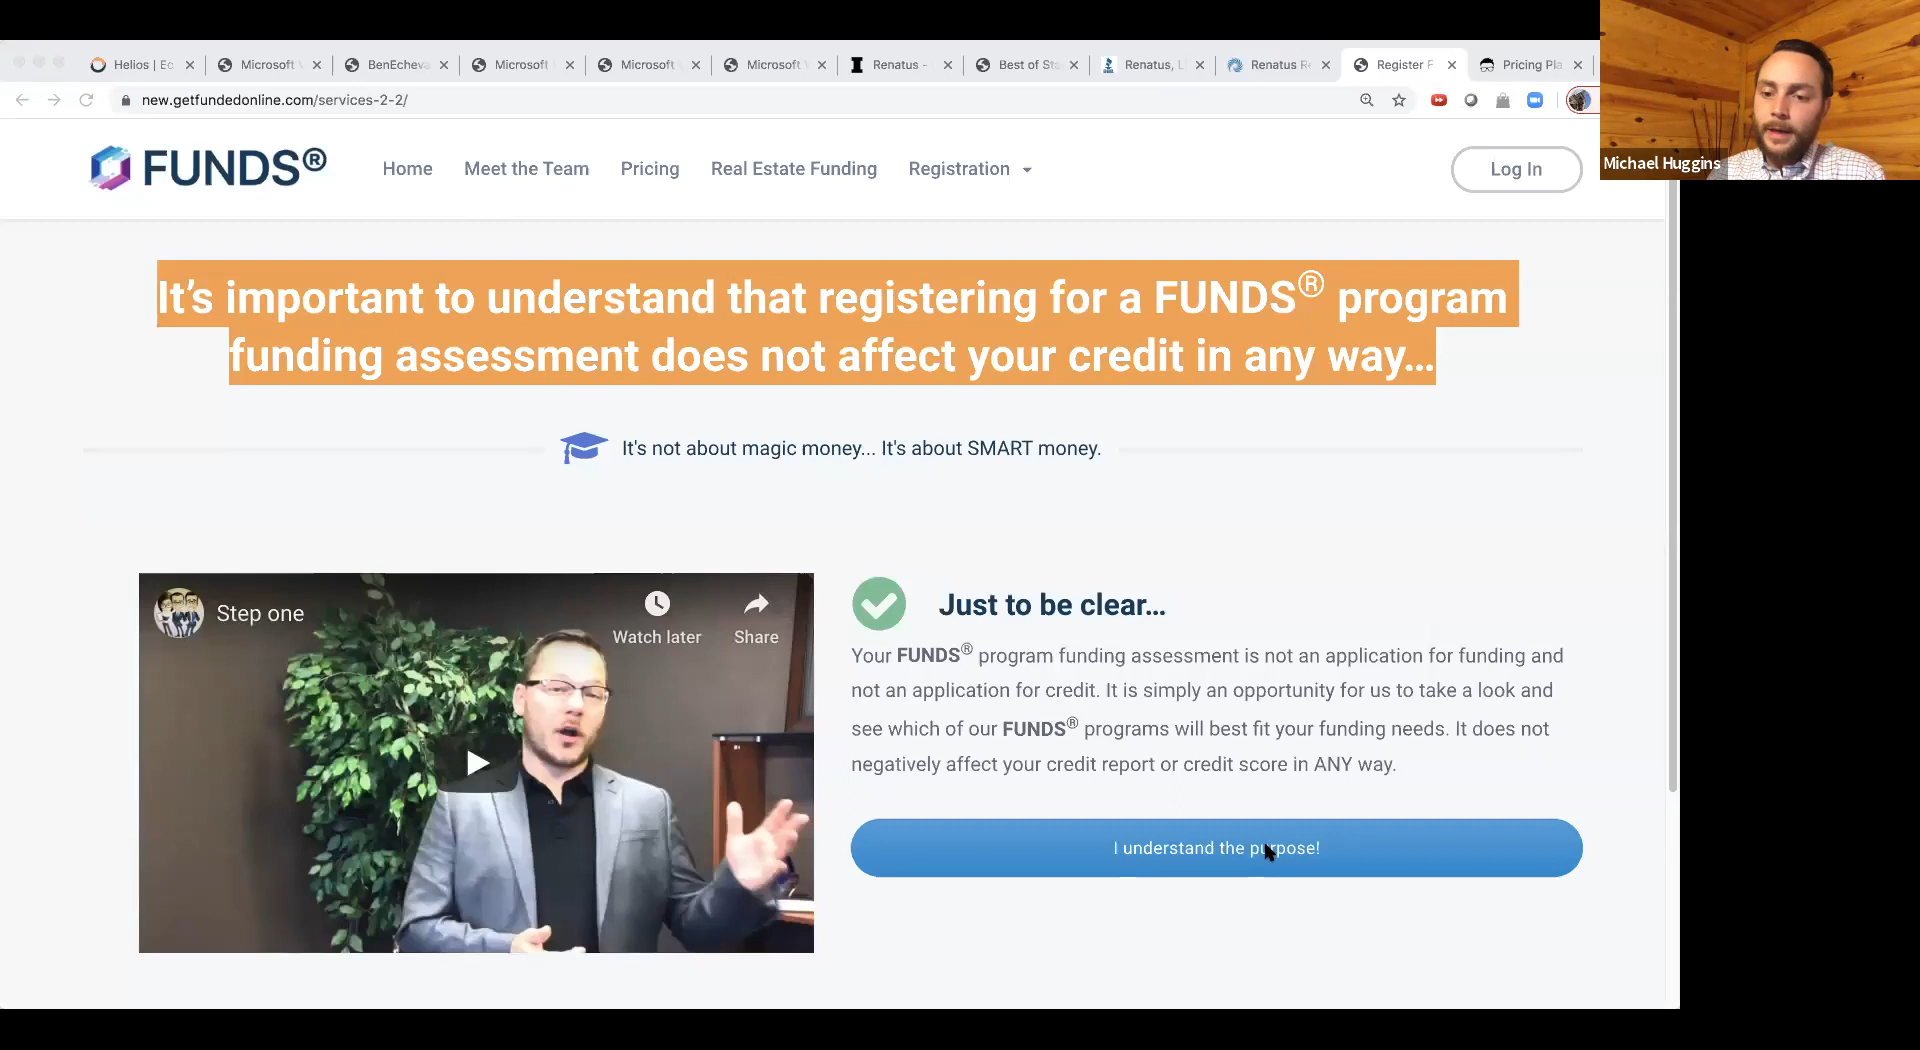 Helios | Ec
Microsoft
BenEcheva
Microsoft
Microsoft
Microsoft
Renatus -
Best of Sta
Renatus, L
Renatus Re
Register F
Pricing Pla
new.getfundedonline.com/services-2-2/
Michael Huggins
FUNDS®
Home
Meet the Team
Pricing
Real Estate Funding
Registration
Log In
It's important to understand that registering for a FUNDS® program
funding assessment does not affect your credit in any way...
It's not about magic money... It's about SMART money.
Step one
Watch later
Share
Just to be clear...
Your FUNDS® program funding assessment is not an application for funding and
not an application for credit. It is simply an opportunity for us to take a look and
see which of our FUNDS® programs will best fit your funding needs. It does not
negatively affect your credit report or credit score in ANY way.
I understand the purpose!